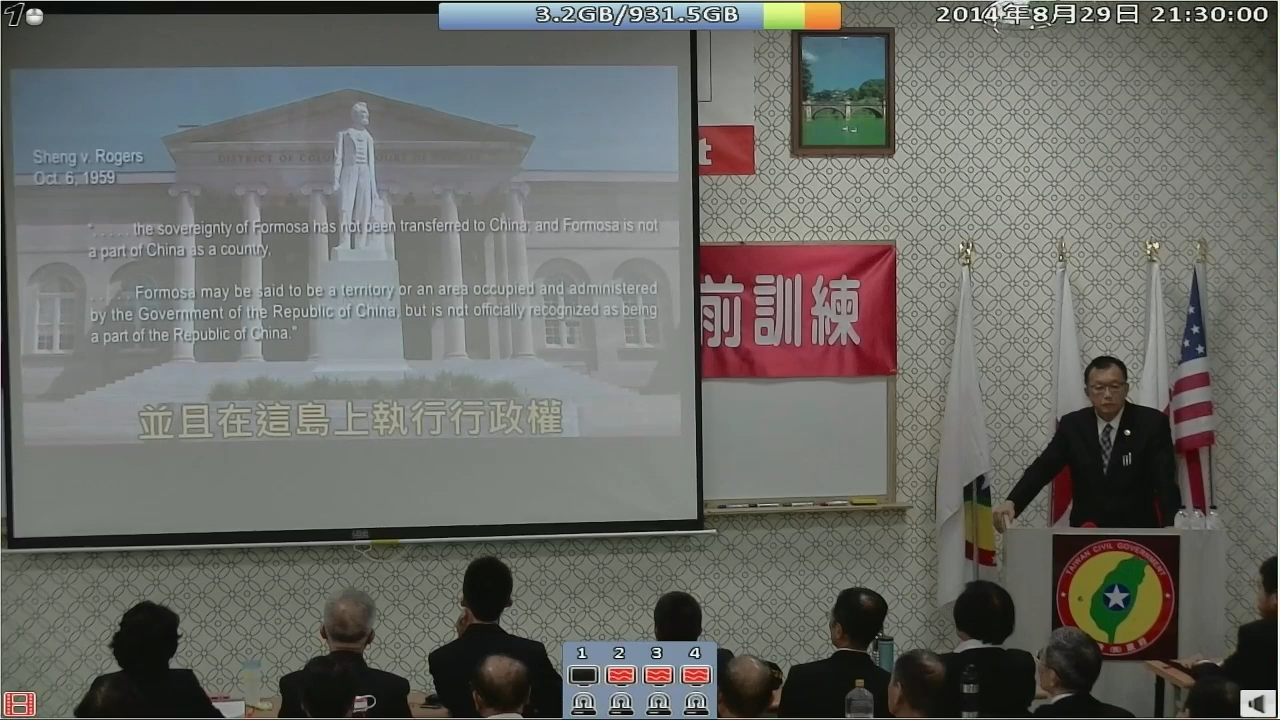 3.2GB/931.5GB
2014年8月29日 21:30:00
Sheng v. Rogers
Oct. 6, 1959
DISTRICT OF COLU
". . . . . the sovereignty of Formosa has not been transferred to China; and Formosa is not
a part of China as a country,
. . . . . Formosa may be said to be a territory or an area occupied and administered
by the Government of the Republic of China, but is not officially recognized as being
a part of the Republic of China."
並且在這島上執行行政權
t
前訓練
TAIWAN CIVIL GOVERNMENT
1 2 3 4